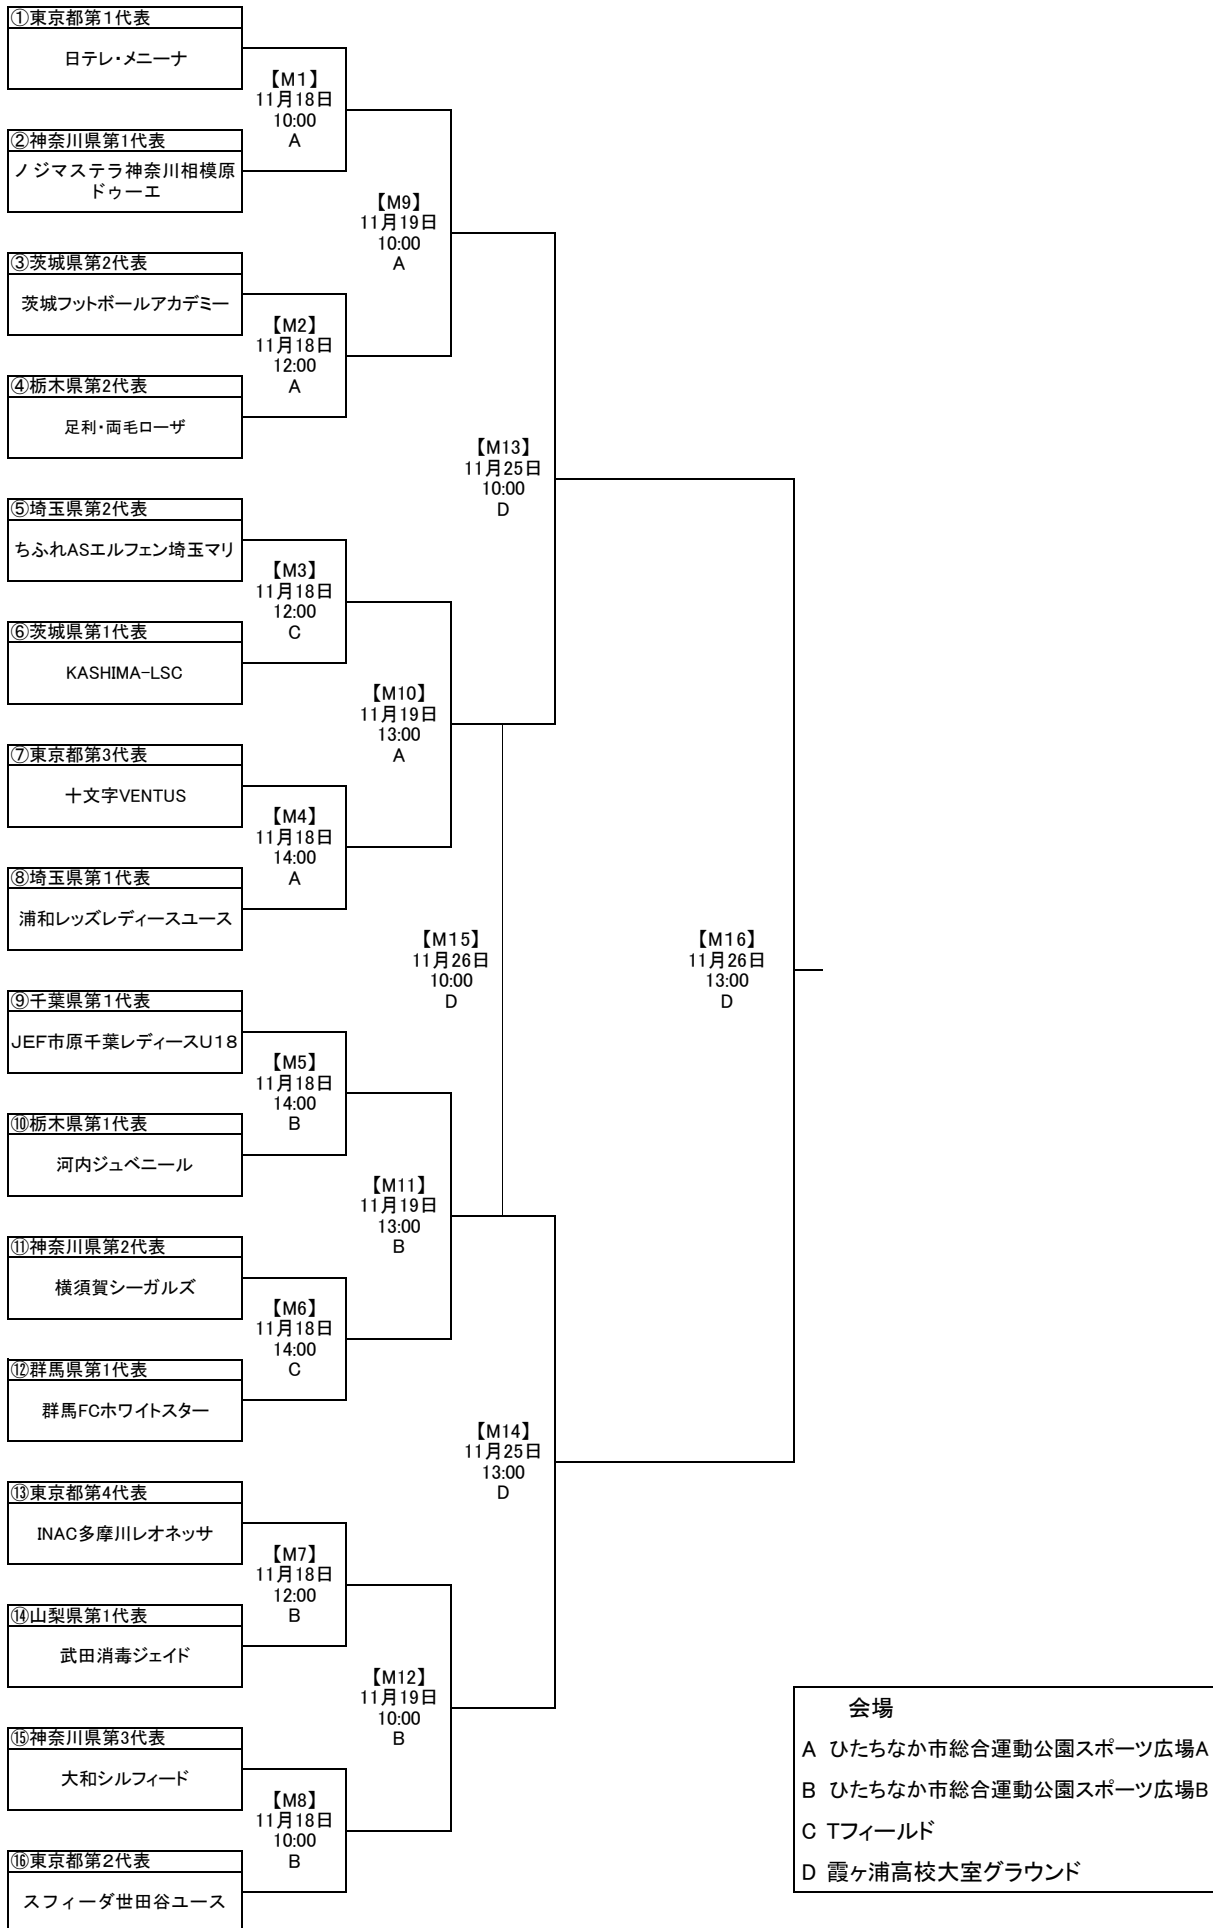 ①東京都第１代表
日テレ・メニーナ
【M１】
11月18日
10:00
A
②神奈川県第1代表
ノジマステラ神奈川相模原
ドゥーエ
【M9】
11月19日
10:00
A
③茨城県第2代表
茨城フットボールアカデミー
【M2】
11月18日
12:00
A
④栃木県第2代表
足利・両毛ローザ
【M13】
11月25日
10:00
D
⑤埼玉県第2代表
ちふれASエルフェン埼玉マリ
【M3】
11月18日
12:00
C
⑥茨城県第1代表
KASHIMA-LSC
【M10】
11月19日
13:00
A
⑦東京都第3代表
十文字VENTUS
【M4】
11月18日
14:00
A
⑧埼玉県第１代表
浦和レッズレディースユース
【M１５】
11月26日
10:00
D
【M１６】
11月26日
13:00
D
⑨千葉県第１代表
JEF市原千葉レディースU１８
【M5】
11月18日
14:00
B
⑩栃木県第１代表
河内ジュベニール
【M11】
11月19日
13:00
B
⑪神奈川県第2代表
横須賀シーガルズ
【M6】
11月18日
14:00
C
⑫群馬県第1代表
群馬FCホワイトスター
【M14】
11月25日
13:00
D
⑬東京都第4代表
INAC多摩川レオネッサ
【M7】
11月18日
12:00
B
⑭山梨県第1代表
武田消毒ジェイド
【M12】
11月19日
10:00
B
⑮神奈川県第3代表
大和シルフィード
【M8】
11月18日
10:00
B
⑯東京都第２代表
スフィーダ世田谷ユース
会場
A ひたちなか市総合運動公園スポーツ広場A
B ひたちなか市総合運動公園スポーツ広場B
C Tフィールド
D 霞ヶ浦高校大室グラウンド